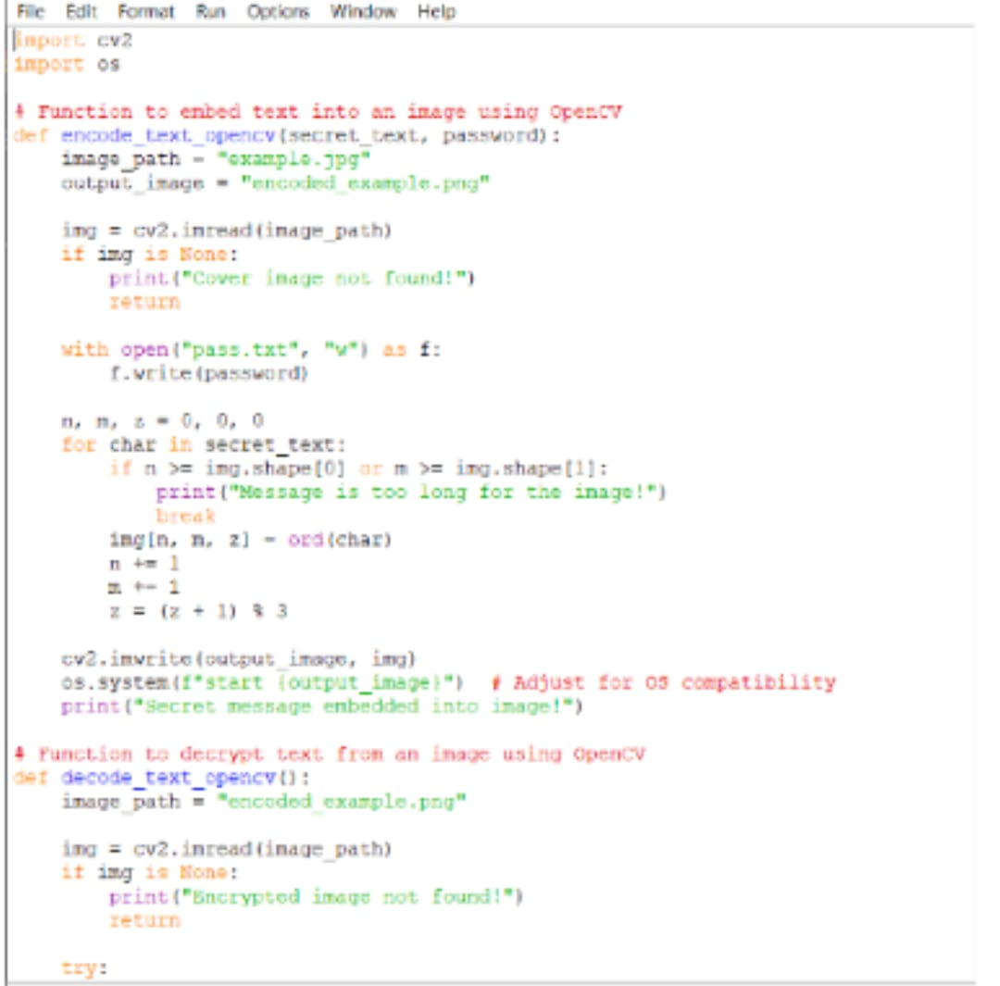 File Edit Format Run Options Window Help
import cv2
import os
# Function to embed text into an image using OpenCV
def encode_text_opencv(secret_text, password):
    image_path = "example.jpg"
    output_image = "encoded_example.png"
    img = cv2.imread(image_path)
    if img is None:
        print("Cover image not found!")
        return
    with open("pass.txt", "w") as f:
        f.write(password)
    n, m, z = 0, 0, 0
    for char in secret_text:
        if n >= img.shape[0] or m >= img.shape[1]:
            print("Message is too long for the image!")
            break
        img[n, m, z] = ord(char)
        n += 1
        m += 1
        z = (z + 1) % 3
    cv2.imwrite(output_image, img)
    os.system(f"start {output_image}")  # Adjust for OS compatibility
    print("Secret message embedded into image!")
# Function to decrypt text from an image using OpenCV
def decode_text_opencv():
    image_path = "encoded_example.png"
    img = cv2.imread(image_path)
    if img is None:
        print("Encrypted image not found!")
        return
    try: